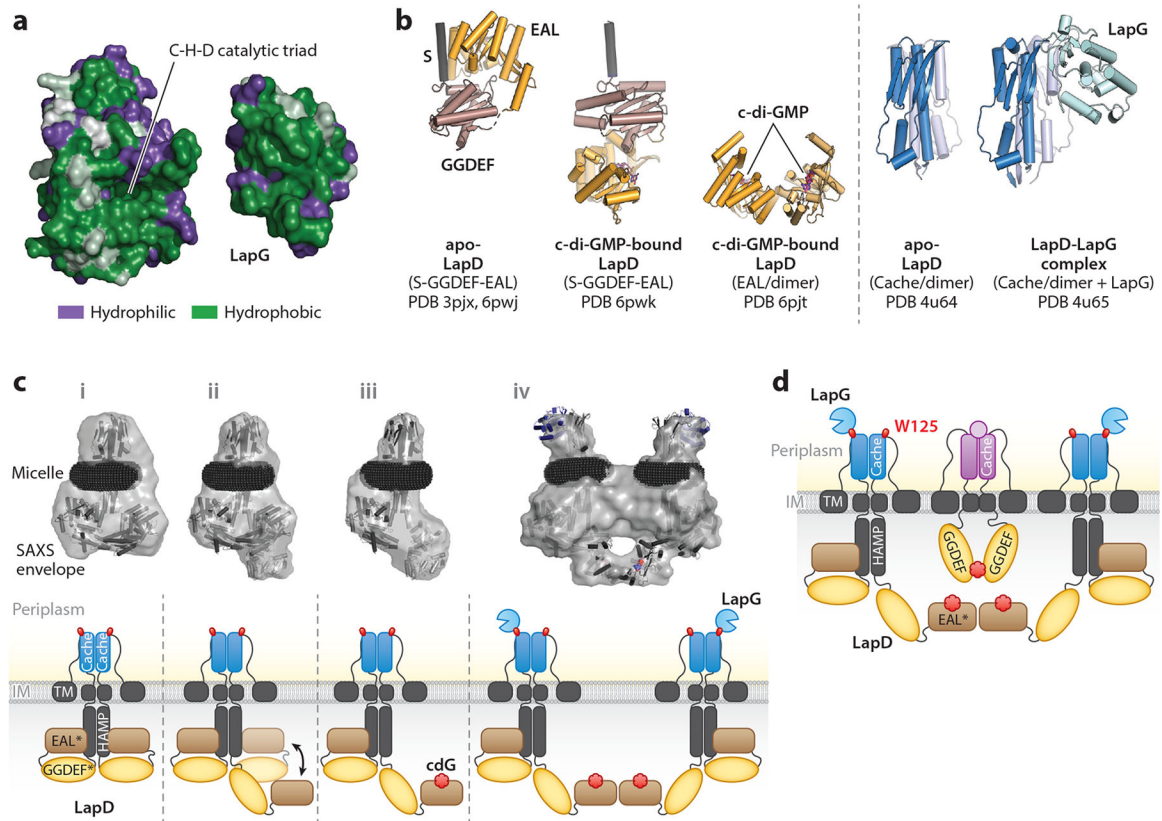 a
C-H-D catalytic triad
LapG
Hydrophilic
Hydrophobic
b
S
EAL
GGDEF
c-di-GMP
LapG
apo-
LapD
(S-GGDEF-EAL)
PDB 3pjx, 6pwj
c-di-GMP-bound
LapD
(S-GGDEF-EAL)
PDB 6pwk
c-di-GMP-bound
LapD
(EAL/dimer)
PDB 6pjt
apo-
LapD
(Cache/dimer)
PDB 4u64
LapD-LapG
complex
(Cache/dimer + LapG)
PDB 4u65
c
i
ii
iii
iv
Micelle
SAXS
envelope
Periplasm
LapG
Cache
Cache
IM
TM
HAMP
EAL*
GGDEF*
LapD
cdG
d
LapG
W125
Periplasm
Cache
Cache
IM
TM
HAMP
GGDEF
GGDEF
EAL*
LapD